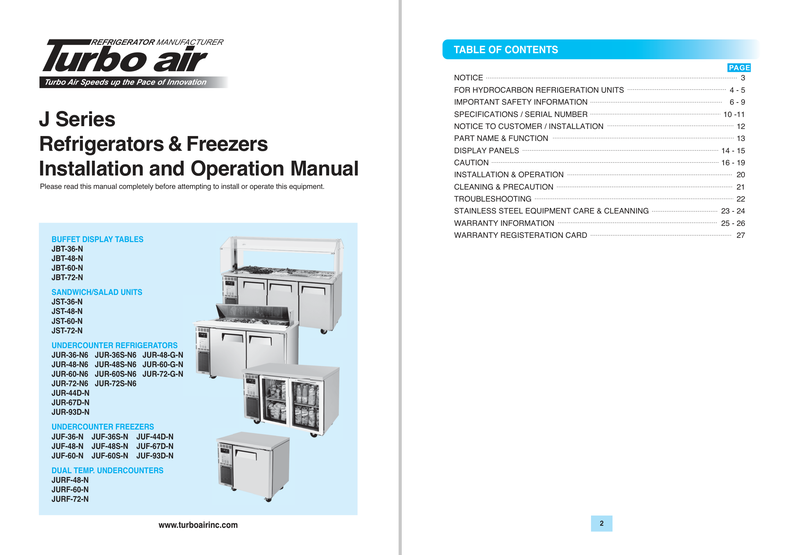 REFRIGERATOR MANUFACTURER
Turbo air
Turbo Air Speeds up the Pace of Innovation
J Series
Refrigerators & Freezers
Installation and Operation Manual
Please read this manual completely before attempting to install or operate this equipment.
BUFFET DISPLAY TABLES
JBT-36-N
JBT-48-N
JBT-60-N
JBT-72-N
SANDWICH/SALAD UNITS
JST-36-N
JST-48-N
JST-60-N
JST-72-N
UNDERCOUNTER REFRIGERATORS
JUR-36-N6 JUR-36S-N6 JUR-48-G-N
JUR-48-N6 JUR-48S-N6 JUR-60-G-N
JUR-60-N6 JUR-60S-N6 JUR-72-G-N
JUR-72-N6 JUR-72S-N6
JUR-44D-N
JUR-67D-N
JUR-93D-N
UNDERCOUNTER FREEZERS
JUF-36-N JUF-36S-N JUF-44D-N
JUF-48-N JUF-48S-N JUF-67D-N
JUF-60-N JUF-60S-N JUF-93D-N
DUAL TEMP. UNDERCOUNTERS
JURF-48-N
JURF-60-N
JURF-72-N
www.turboairinc.com
TABLE OF CONTENTS
PAGE
NOTICE 3
FOR HYDROCARBON REFRIGERATION UNITS 4 - 5
IMPORTANT SAFETY INFORMATION 6 - 9
SPECIFICATIONS / SERIAL NUMBER 10 -11
NOTICE TO CUSTOMER / INSTALLATION 12
PART NAME & FUNCTION 13
DISPLAY PANELS 14 - 15
CAUTION 16 - 19
INSTALLATION & OPERATION 20
CLEANING & PRECAUTION 21
TROUBLESHOOTING 22
STAINLESS STEEL EQUIPMENT CARE & CLEANNING 23 - 24
WARRANTY INFORMATION 25 - 26
WARRANTY REGISTERATION CARD 27
2